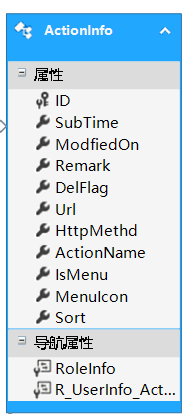 ActionInfo
属性
ID
SubTime
ModfiedOn
Remark
DelFlag
Url
HttpMethd
ActionName
IsMenu
MenuIcon
Sort
导航属性
RoleInfo
R_UserInfo_Act...